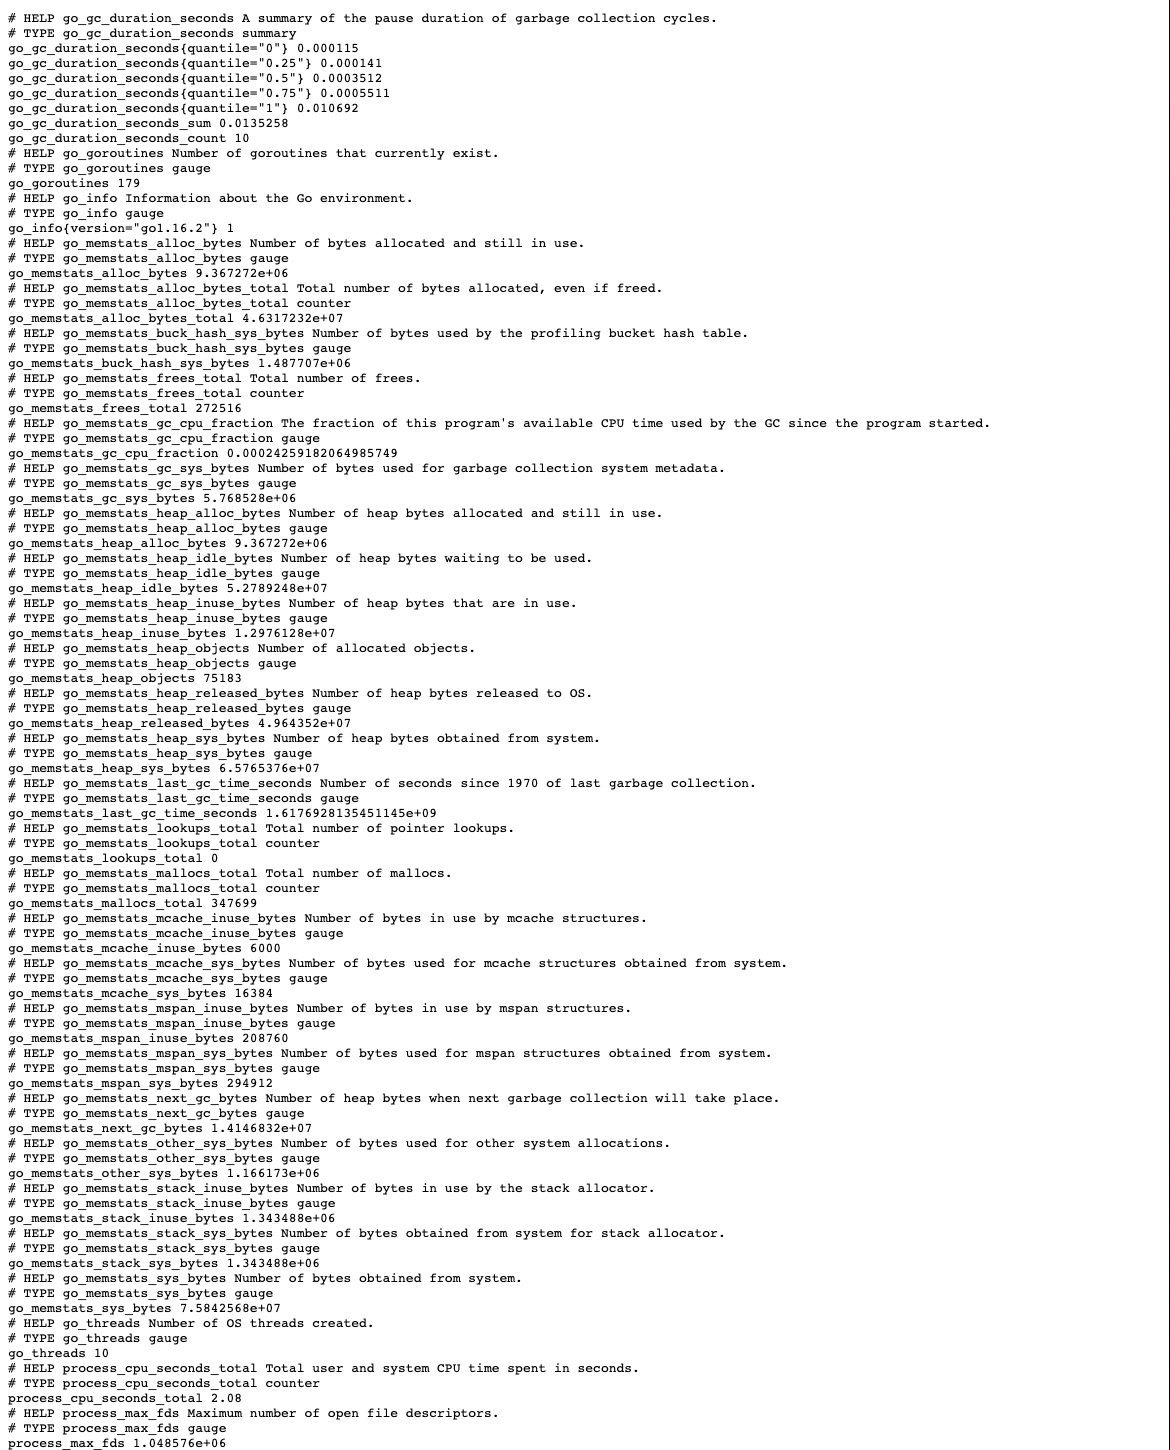 # HELP go_gc_duration_seconds A summary of the pause duration of garbage collection cycles.
# TYPE go_gc_duration_seconds summary
go_gc_duration_seconds{quantile="0"} 0.000115
go_gc_duration_seconds{quantile="0.25"} 0.000141
go_gc_duration_seconds{quantile="0.5"} 0.0003512
go_gc_duration_seconds{quantile="0.75"} 0.0005511
go_gc_duration_seconds{quantile="1"} 0.010692
go_gc_duration_seconds_sum 0.0135258
go_gc_duration_seconds_count 10
# HELP go_goroutines Number of goroutines that currently exist.
# TYPE go_goroutines gauge
go_goroutines 179
# HELP go_info Information about the Go environment.
# TYPE go_info gauge
go_info{version="go1.16.2"} 1
# HELP go_memstats_alloc_bytes Number of bytes allocated and still in use.
# TYPE go_memstats_alloc_bytes gauge
go_memstats_alloc_bytes 9.367272e+06
# HELP go_memstats_alloc_bytes_total Total number of bytes allocated, even if freed.
# TYPE go_memstats_alloc_bytes_total counter
go_memstats_alloc_bytes_total 4.6317232e+07
# HELP go_memstats_buck_hash_sys_bytes Number of bytes used by the profiling bucket hash table.
# TYPE go_memstats_buck_hash_sys_bytes gauge
go_memstats_buck_hash_sys_bytes 1.487707e+06
# HELP go_memstats_frees_total Total number of frees.
# TYPE go_memstats_frees_total counter
go_memstats_frees_total 272516
# HELP go_memstats_gc_cpu_fraction The fraction of this program's available CPU time used by the GC since the program started.
# TYPE go_memstats_gc_cpu_fraction gauge
go_memstats_gc_cpu_fraction 0.00024259182064985749
# HELP go_memstats_gc_sys_bytes Number of bytes used for garbage collection system metadata.
# TYPE go_memstats_gc_sys_bytes gauge
go_memstats_gc_sys_bytes 5.768528e+06
# HELP go_memstats_heap_alloc_bytes Number of heap bytes allocated and still in use.
# TYPE go_memstats_heap_alloc_bytes gauge
go_memstats_heap_alloc_bytes 9.367272e+06
# HELP go_memstats_heap_idle_bytes Number of heap bytes waiting to be used.
# TYPE go_memstats_heap_idle_bytes gauge
go_memstats_heap_idle_bytes 5.2789248e+07
# HELP go_memstats_heap_inuse_bytes Number of heap bytes that are in use.
# TYPE go_memstats_heap_inuse_bytes gauge
go_memstats_heap_inuse_bytes 1.2976128e+07
# HELP go_memstats_heap_objects Number of allocated objects.
# TYPE go_memstats_heap_objects gauge
go_memstats_heap_objects 75183
# HELP go_memstats_heap_released_bytes Number of heap bytes released to OS.
# TYPE go_memstats_heap_released_bytes gauge
go_memstats_heap_released_bytes 4.964352e+07
# HELP go_memstats_heap_sys_bytes Number of heap bytes obtained from system.
# TYPE go_memstats_heap_sys_bytes gauge
go_memstats_heap_sys_bytes 6.5765376e+07
# HELP go_memstats_last_gc_time_seconds Number of seconds since 1970 of last garbage collection.
# TYPE go_memstats_last_gc_time_seconds gauge
go_memstats_last_gc_time_seconds 1.6176928135451145e+09
# HELP go_memstats_lookups_total Total number of pointer lookups.
# TYPE go_memstats_lookups_total counter
go_memstats_lookups_total 0
# HELP go_memstats_mallocs_total Total number of mallocs.
# TYPE go_memstats_mallocs_total counter
go_memstats_mallocs_total 347699
# HELP go_memstats_mcache_inuse_bytes Number of bytes in use by mcache structures.
# TYPE go_memstats_mcache_inuse_bytes gauge
go_memstats_mcache_inuse_bytes 6000
# HELP go_memstats_mcache_sys_bytes Number of bytes used for mcache structures obtained from system.
# TYPE go_memstats_mcache_sys_bytes gauge
go_memstats_mcache_sys_bytes 16384
# HELP go_memstats_mspan_inuse_bytes Number of bytes in use by mspan structures.
# TYPE go_memstats_mspan_inuse_bytes gauge
go_memstats_mspan_inuse_bytes 208760
# HELP go_memstats_mspan_sys_bytes Number of bytes used for mspan structures obtained from system.
# TYPE go_memstats_mspan_sys_bytes gauge
go_memstats_mspan_sys_bytes 294912
# HELP go_memstats_next_gc_bytes Number of heap bytes when next garbage collection will take place.
# TYPE go_memstats_next_gc_bytes gauge
go_memstats_next_gc_bytes 1.4146832e+07
# HELP go_memstats_other_sys_bytes Number of bytes used for other system allocations.
# TYPE go_memstats_other_sys_bytes gauge
go_memstats_other_sys_bytes 1.166173e+06
# HELP go_memstats_stack_inuse_bytes Number of bytes in use by the stack allocator.
# TYPE go_memstats_stack_inuse_bytes gauge
go_memstats_stack_inuse_bytes 1.343488e+06
# HELP go_memstats_stack_sys_bytes Number of bytes obtained from system for stack allocator.
# TYPE go_memstats_stack_sys_bytes gauge
go_memstats_stack_sys_bytes 1.343488e+06
# HELP go_memstats_sys_bytes Number of bytes obtained from system.
# TYPE go_memstats_sys_bytes gauge
go_memstats_sys_bytes 7.5842568e+07
# HELP go_threads Number of OS threads created.
# TYPE go_threads gauge
go_threads 10
# HELP process_cpu_seconds_total Total user and system CPU time spent in seconds.
# TYPE process_cpu_seconds_total counter
process_cpu_seconds_total 2.08
# HELP process_max_fds Maximum number of open file descriptors.
# TYPE process_max_fds gauge
process_max_fds 1.048576e+06